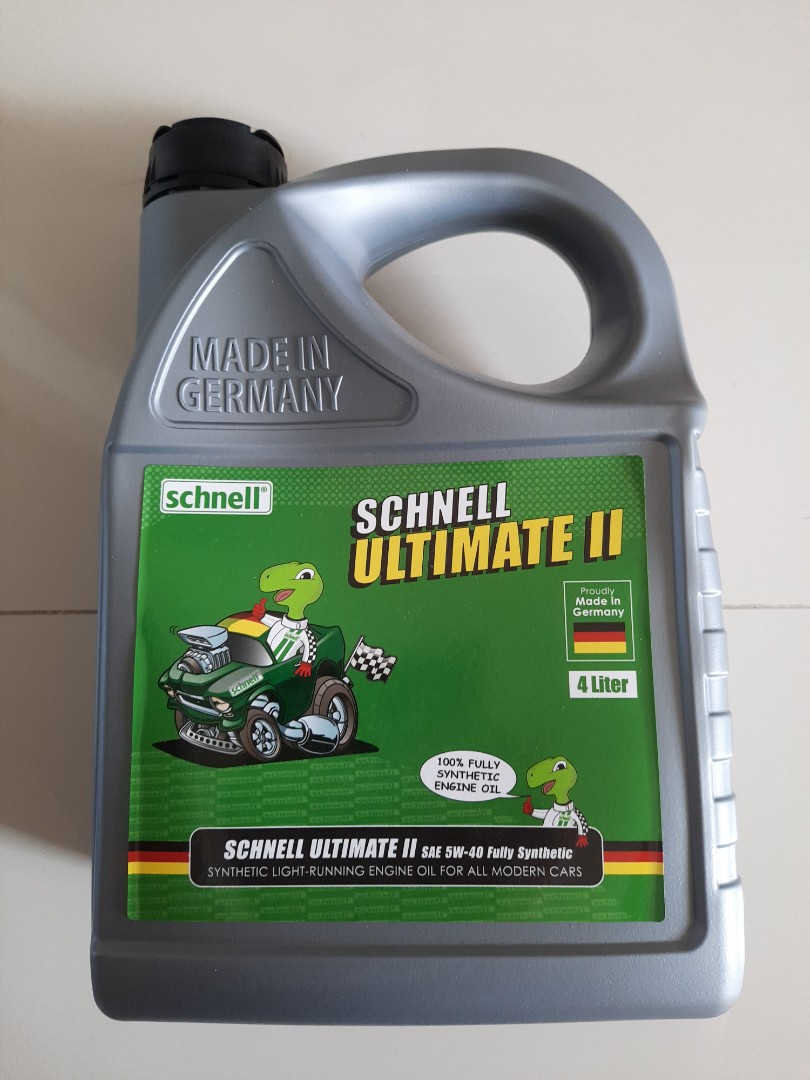 MADE IN
GERMANY
schnell®
SCHNELL
ULTIMATE II
Proudly
Made in
Germany
4 Liter
schnell
100% FULLY
SYNTHETIC
ENGINE OIL
SCHNELL ULTIMATE II SAE 5W-40 Fully Synthetic
SYNTHETIC LIGHT-RUNNING ENGINE OIL FOR ALL MODERN CARS